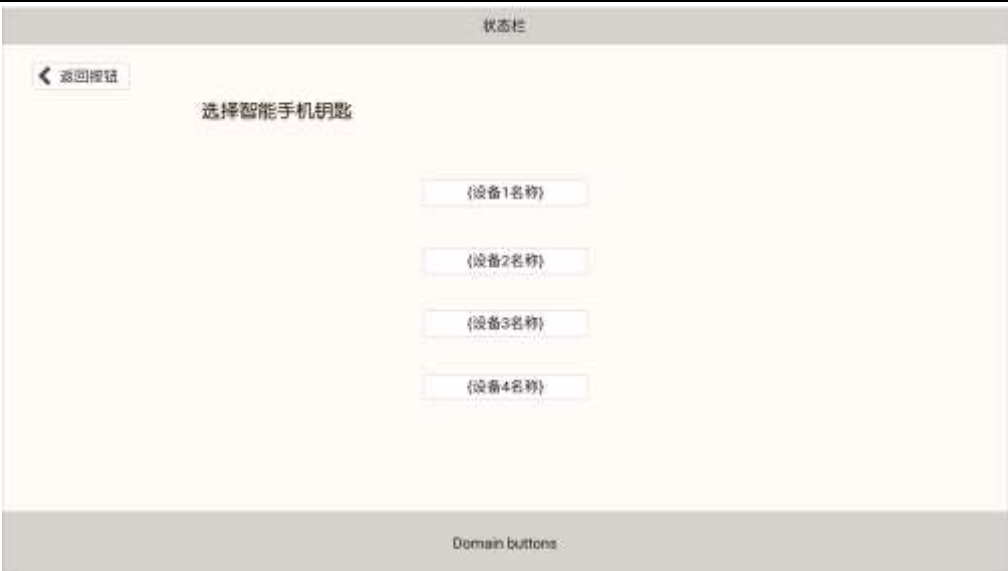 状态栏
返回按钮
选择智能手机钥匙
{设备1名称}
{设备2名称}
{设备3名称}
{设备4名称}
Domain buttons